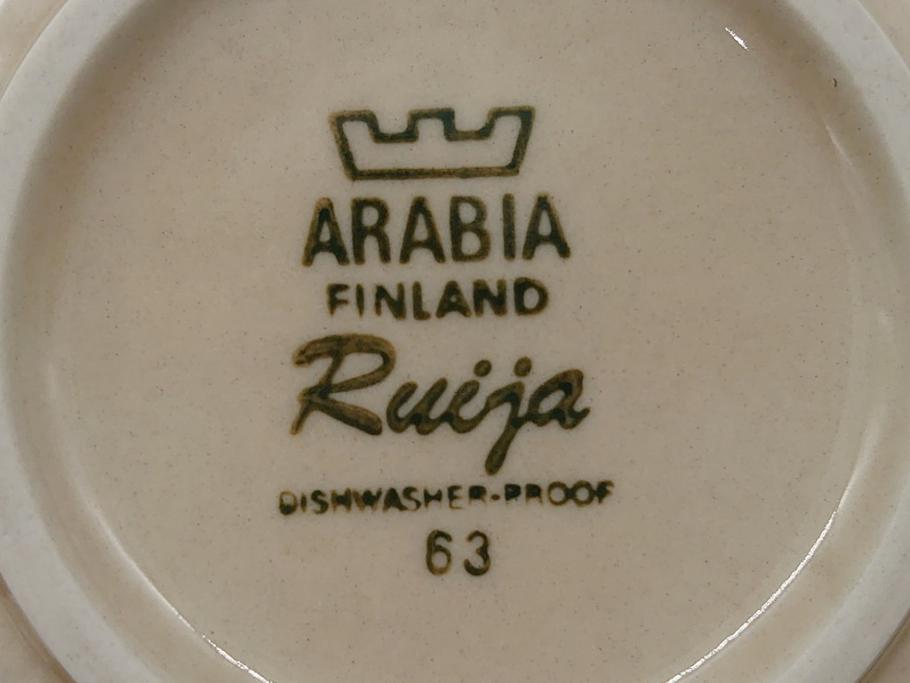 ARABIA
FINLAND
Ruija
DISHWASHER-PROOF
63